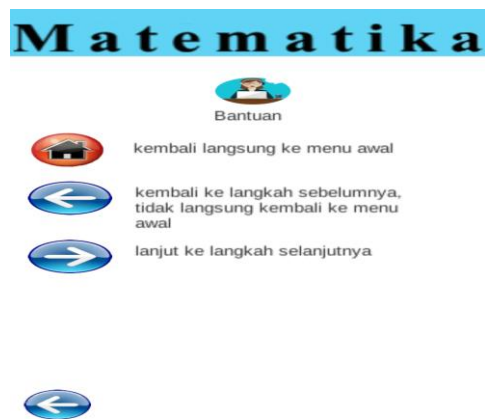 Matematika
Bantuan
kembali langsung ke menu awal
kembali ke langkah sebelumnya,
tidak langsung kembali ke menu
awal
lanjut ke langkah selanjutnya